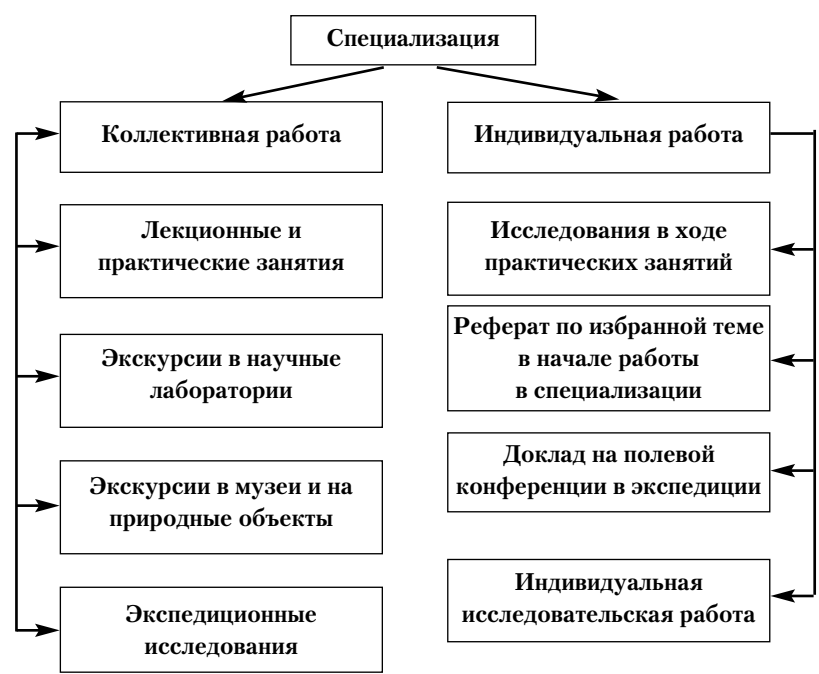 Специализация
Коллективная работа
Лекционные и
практические занятия
Экскурсии в научные
лаборатории
Экскурсии в музеи и на
природные объекты
Экспедиционные
исследования
Индивидуальная работа
Исследования в ходе
практических занятий
Реферат по избранной теме
в начале работы
в специализации
Доклад на полевой
конференции в экспедиции
Индивидуальная
исследовательская работа